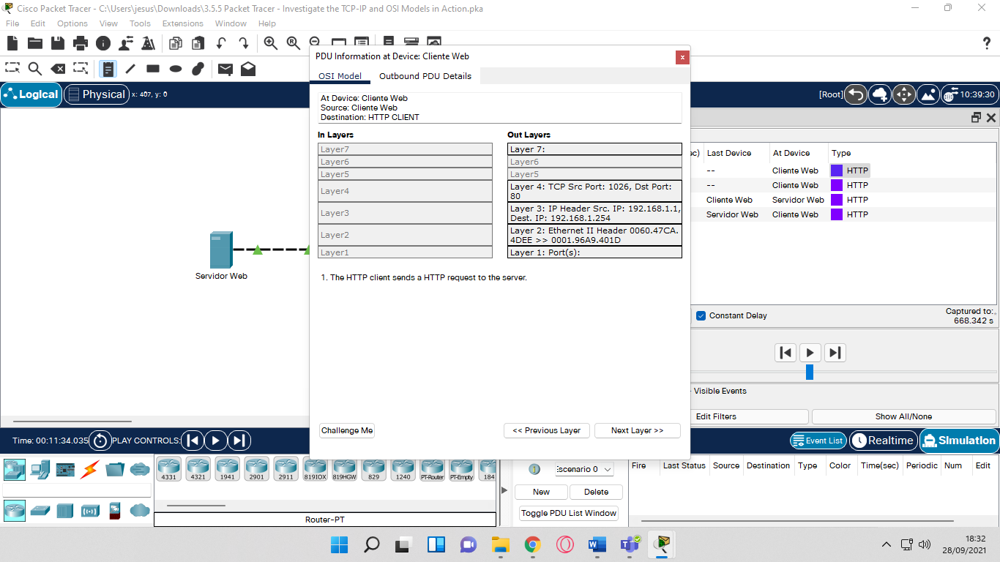 Cisco Packet Tracer - C:\Users\jesus\Downloads\3.5.5 Packet Tracer - Investigate the TCP-IP and OSI Models in Action.pka
File Edit Options View Tools Extensions Window Help
PDU Information at Device: Cliente Web
x
OSI Model Outbound PDU Details
Logical Physical x: 407, y: 0
[Root] 10:39:30
At Device: Cliente Web
Source: Cliente Web
Destination: HTTP CLIENT
In Layers Out Layers
Layer7 Layer 7:
Layer6 Layer6
Layer5 Layer5
Layer4 Layer 4: TCP Src Port: 1026, Dst Port:
80
Layer3 Layer 3: IP Header Src. IP: 192.168.1.1,
Dest. IP: 192.168.1.254
Layer2 Layer 2: Ethernet II Header 0060.47CA.
4DEE >> 0001.96A9.401D
Layer1 Layer 1: Port(s):
1. The HTTP client sends a HTTP request to the server.
Challenge Me << Previous Layer Next Layer >>
Servidor Web
ec) Last Device At Device Type
-- Cliente Web HTTP
-- Cliente Web HTTP
Cliente Web Servidor Web HTTP
Servidor Web Cliente Web HTTP
Constant Delay
Captured to:
668.342 s
Visible Events
Edit Filters Show All/None
Time: 00:11:34.035 PLAY CONTROLS:
Event List Realtime Simulation
4331 4321 1941 2901 2911 819IOX 819HGW 829 1240 PT-Router PT-Empty 184
Router-PT
Escenario 0
New Delete
Toggle PDU List Window
Fire Last Status Source Destination Type Color Time(sec) Periodic Num Edit
18:32
28/09/2021